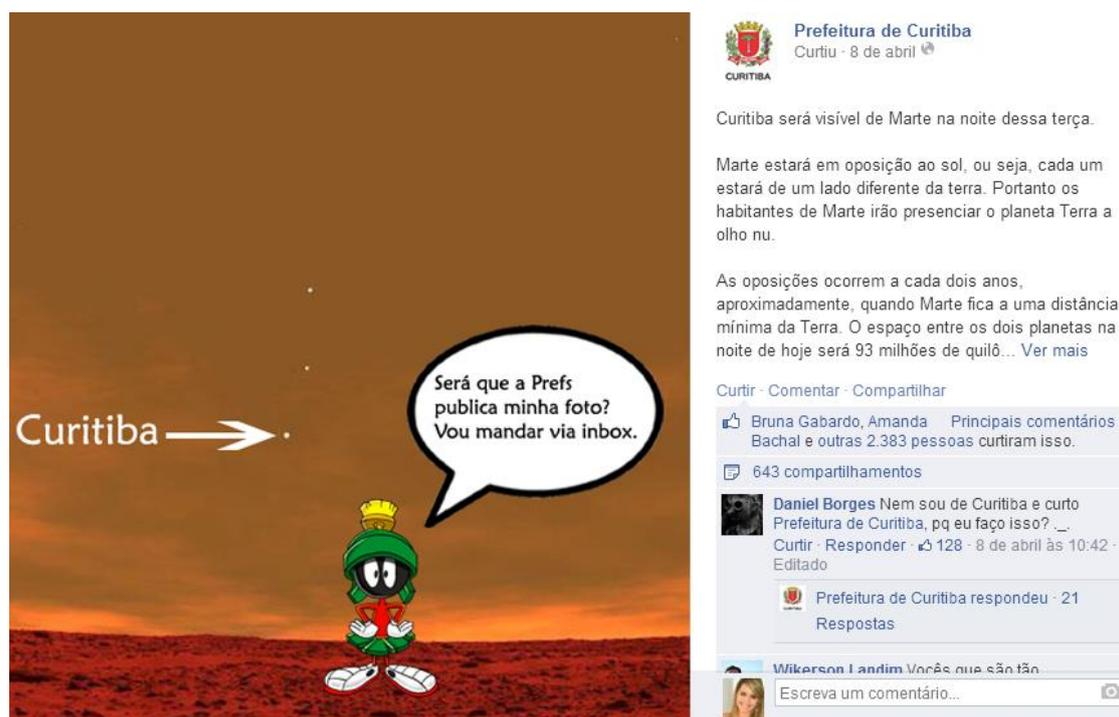 Curitiba
Será que a Prefs
publica minha foto?
Vou mandar via inbox.
CURITIBA
Prefeitura de Curitiba
Curtiu · 8 de abril
Curitiba será visível de Marte na noite dessa terça.
Marte estará em oposição ao sol, ou seja, cada um
estará de um lado diferente da terra. Portanto os
habitantes de Marte irão presenciar o planeta Terra a
olho nu.
As oposições ocorrem a cada dois anos,
aproximadamente, quando Marte fica a uma distância
mínima da Terra. O espaço entre os dois planetas na
noite de hoje será 93 milhões de quilô... Ver mais
Curtir · Comentar · Compartilhar
Bruna Gabardo, Amanda Principais comentários
Bachal e outras 2.383 pessoas curtiram isso.
643 compartilhamentos
Daniel Borges Nem sou de Curitiba e curto
Prefeitura de Curitiba, pq eu faço isso? ._.
Curtir · Responder · 128 · 8 de abril às 10:42 ·
Editado
Prefeitura de Curitiba respondeu · 21
Respostas
Wikerson Landim Vocês que são tão
Escreva um comentário...